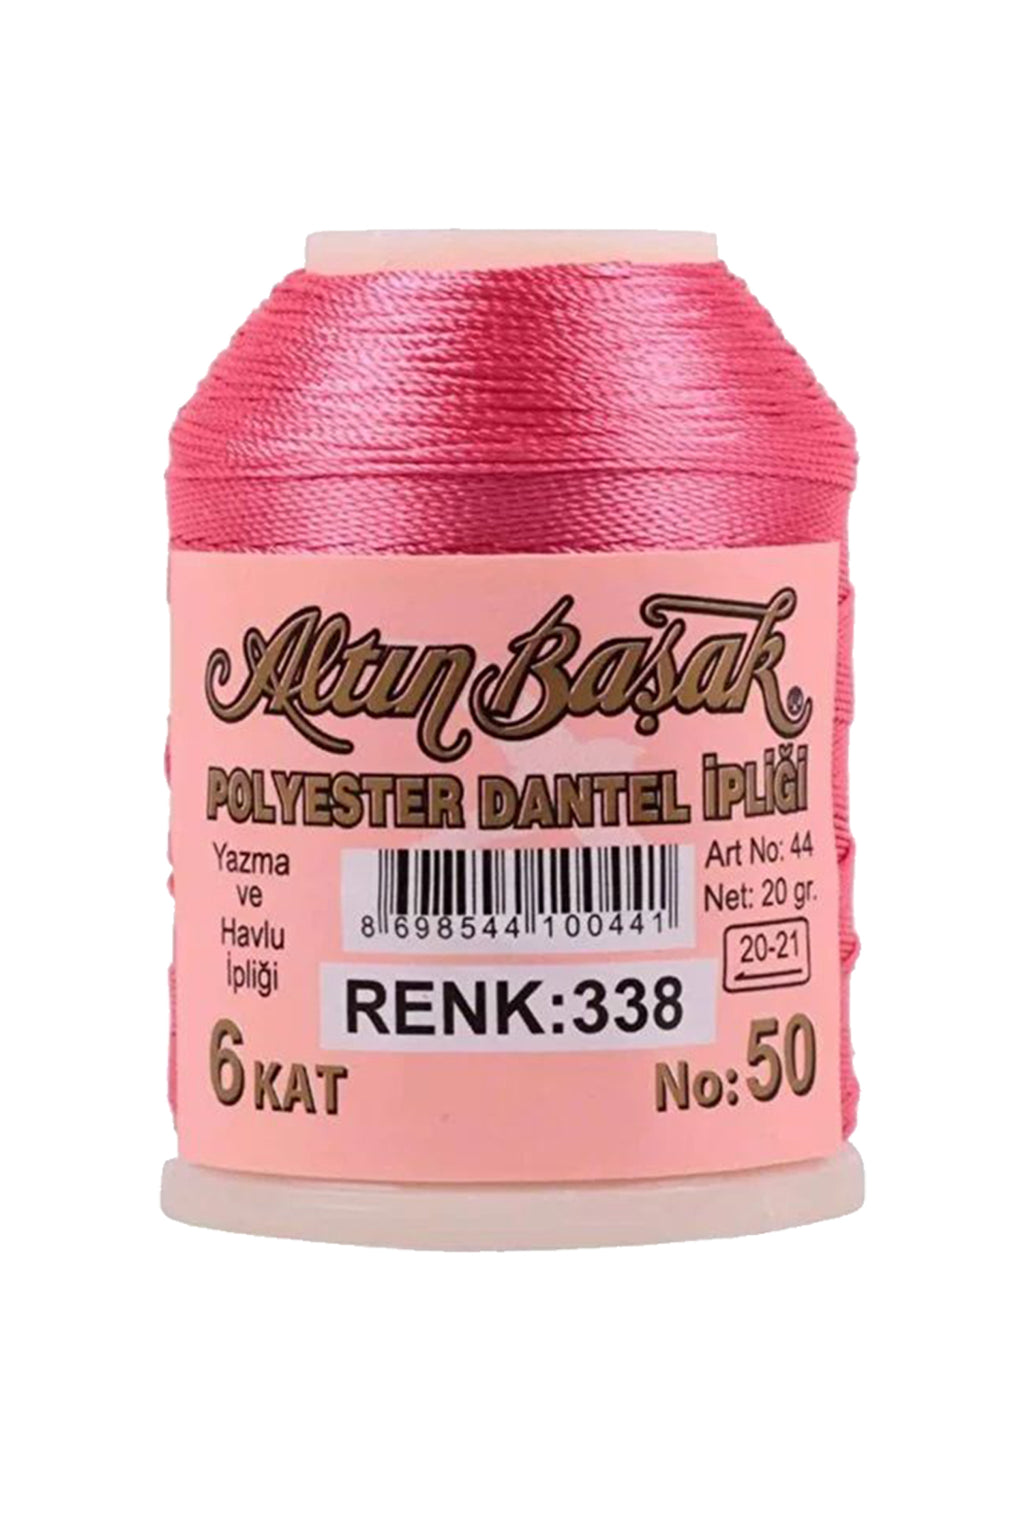 Altın Başak®
POLYESTER DANTEL İPLİĞİ
Yazma
ve
Havlu
İpliği
8 698544 100441
Art No: 44
Net: 20 gr.
20-21
RENK:338
6 KAT
No: 50